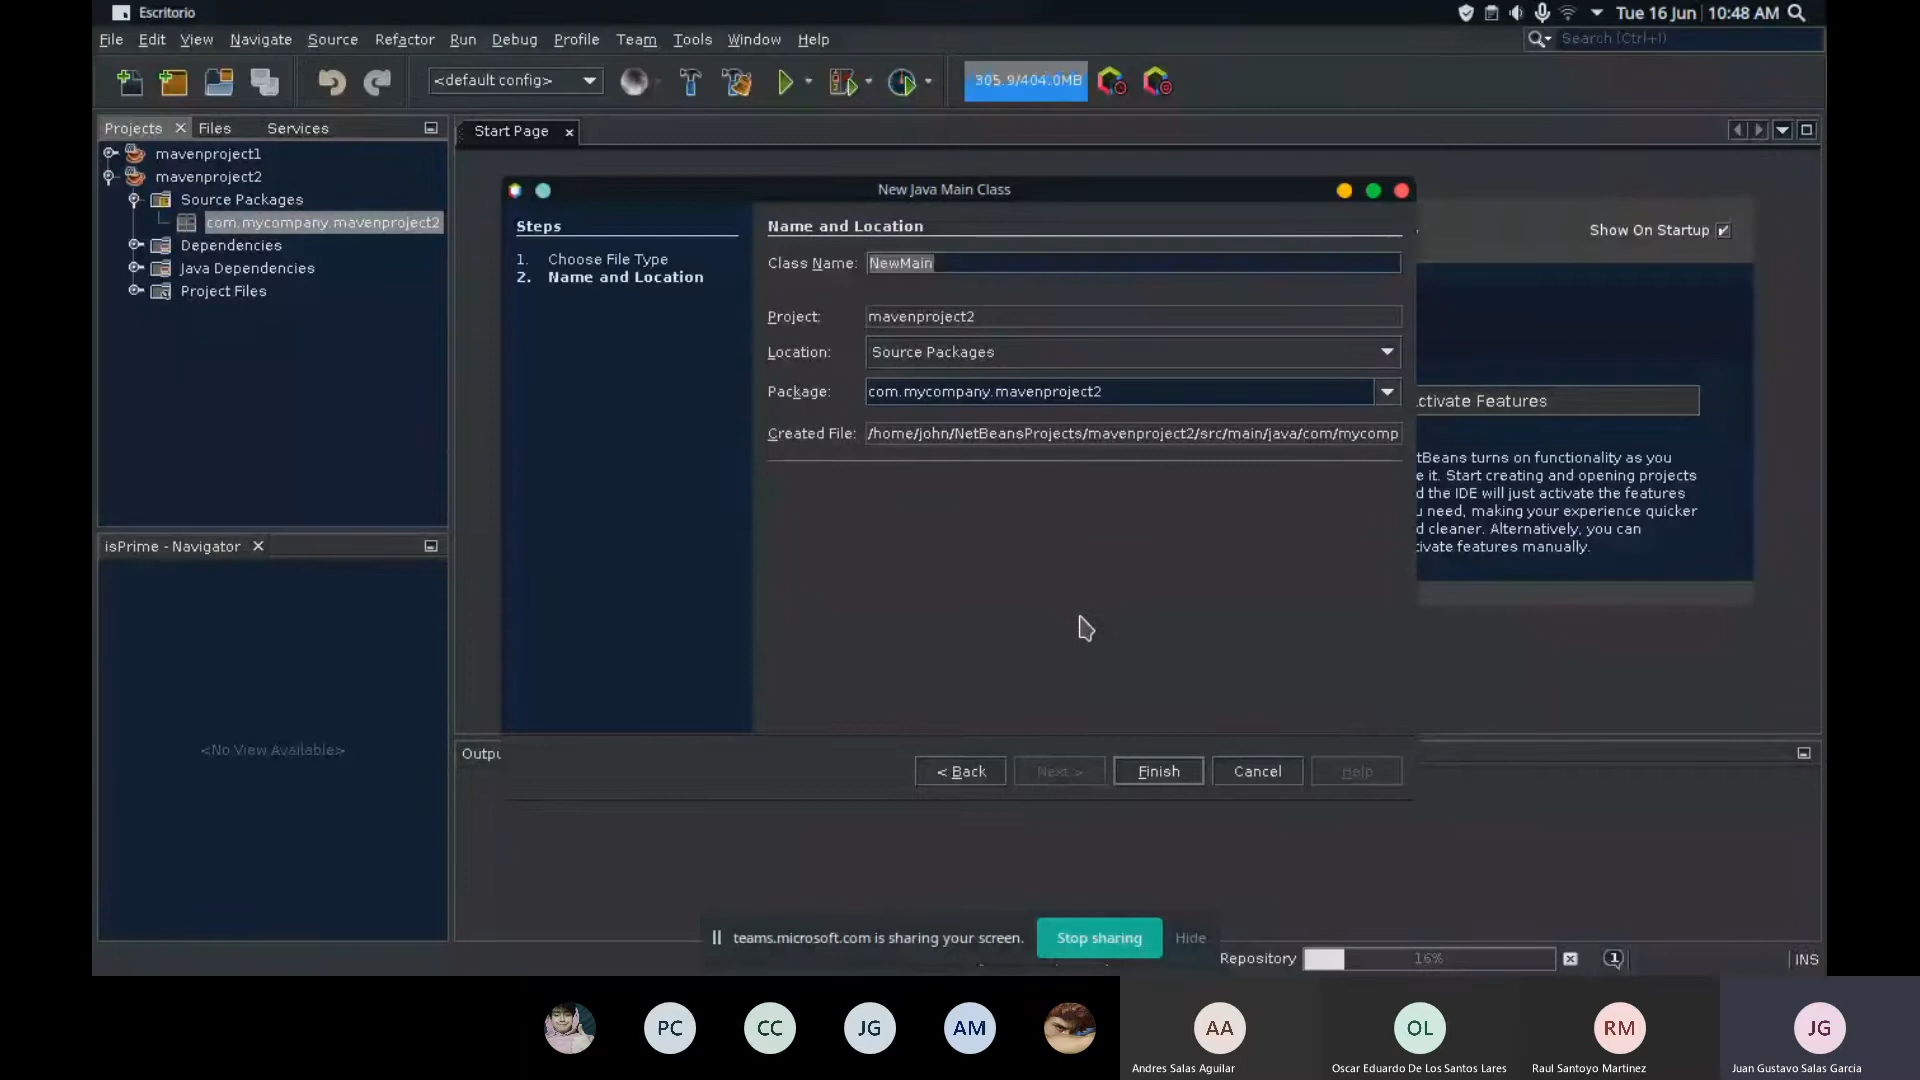 Escritorio
Tue 16 Jun | 10:48 AM
File Edit View Navigate Source Refactor Run Debug Profile Team Tools Window Help
Search (Ctrl+I)
<default config>
305.9/404.0MB
Projects Files Services
Start Page
mavenproject1
mavenproject2
Source Packages
com.mycompany.mavenproject2
Dependencies
Java Dependencies
Project Files
New Java Main Class
Steps
1. Choose File Type
2. Name and Location
Name and Location
Class Name: NewMain
Project: mavenproject2
Location: Source Packages
Package: com.mycompany.mavenproject2
Created File: /home/john/NetBeansProjects/mavenproject2/src/main/java/com/mycomp
Show On Startup
ctivate Features
tBeans turns on functionality as you
e it. Start creating and opening projects
d the IDE will just activate the features
u need, making your experience quicker
d cleaner. Alternatively, you can
tivate features manually.
isPrime - Navigator
<No View Available>
Outpu
< Back Next > Finish Cancel Help
teams.microsoft.com is sharing your screen. Stop sharing Hide
Repository 16% 1 INS
PC CC JG AM AA OL RM JG
Andres Salas Aguilar Oscar Eduardo De Los Santos Lares Raul Santoyo Martinez Juan Gustavo Salas Garcia